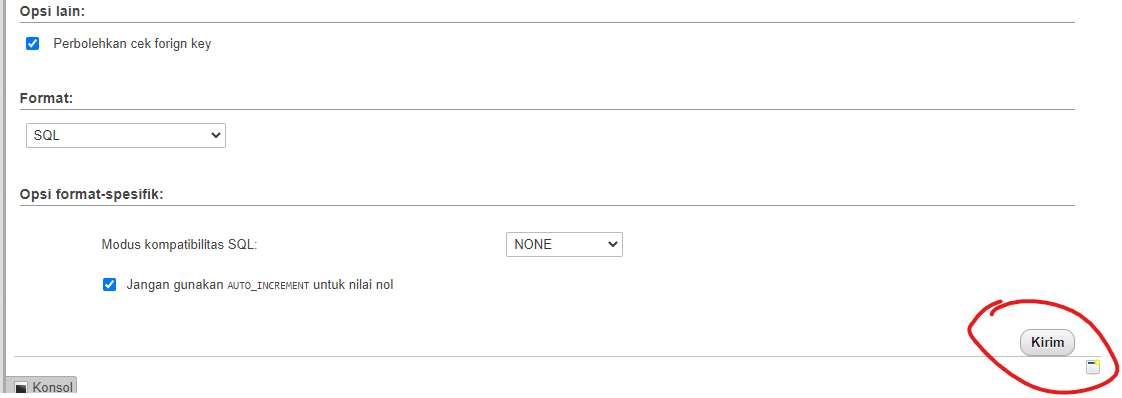 Opsi lain:
Perbolehkan cek forign key
Format:
SQL
Opsi format-spesifik:
Modus kompatibilitas SQL:
NONE
Jangan gunakan AUTO_INCREMENT untuk nilai nol
Kirim
Konsol